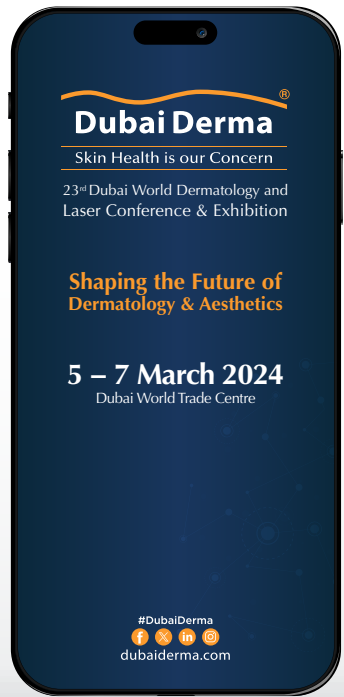 Dubai Derma®
Skin Health is our Concern
23rd Dubai World Dermatology and
Laser Conference & Exhibition
Shaping the Future of
Dermatology & Aesthetics
5 – 7 March 2024
Dubai World Trade Centre
#DubaiDerma
dubaiderma.com